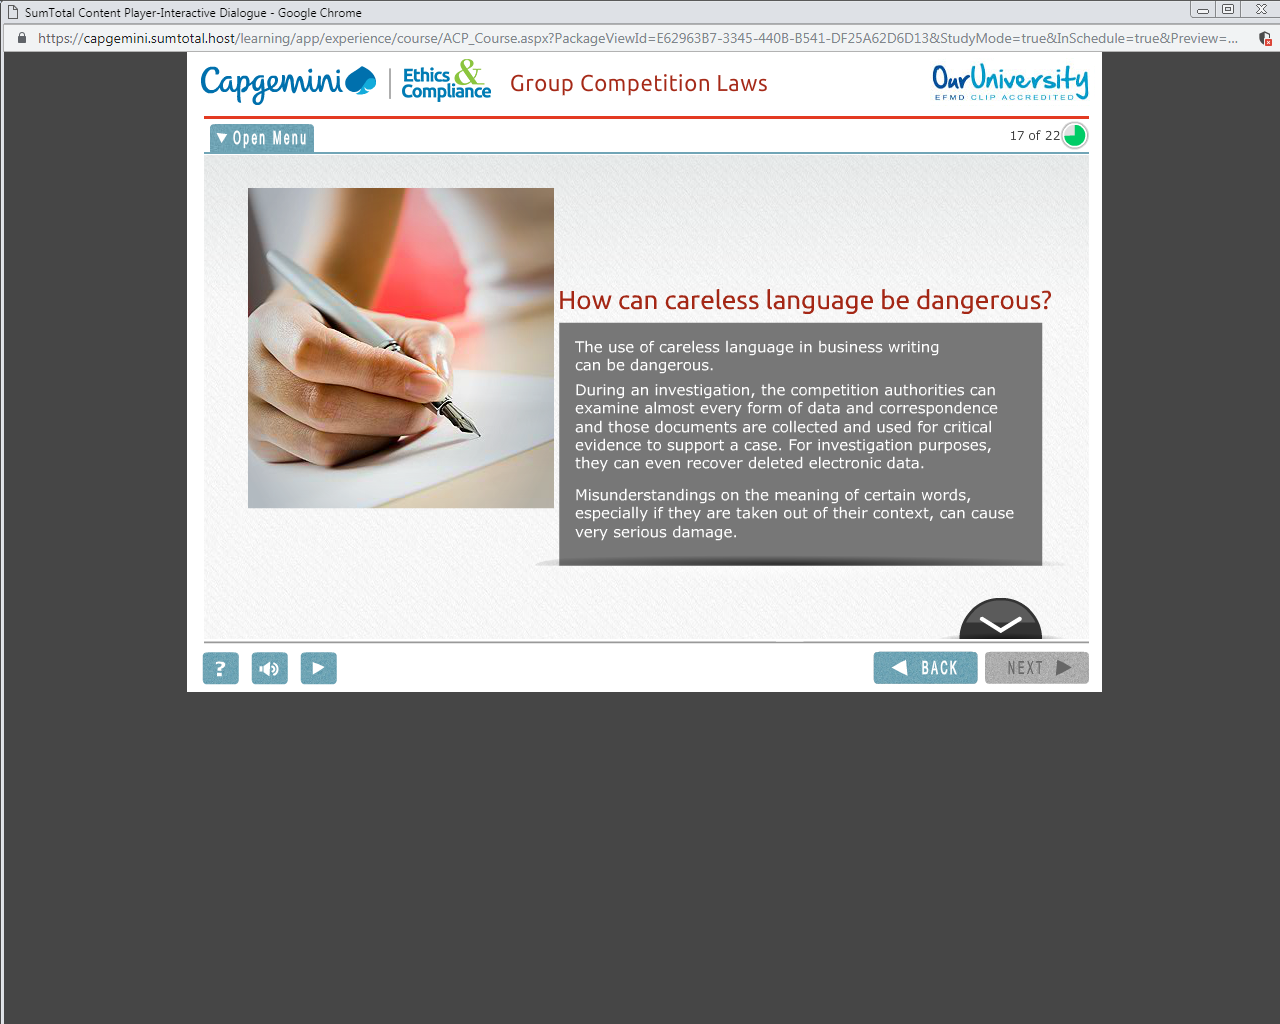 SumTotal Content Player-Interactive Dialogue - Google Chrome
https://capgemini.sumtotal.host/learning/app/experience/course/ACP_Course.aspx?PackageViewId=E62963B7-3345-440B-B541-DF25A62D6D13&StudyMode=true&InSchedule=true&Preview=...
Capgemini
Ethics &
Compliance
Group Competition Laws
OurUniversity
EFMD CLIP ACCREDITED
Open Menu
17 of 22
How can careless language be dangerous?
The use of careless language in business writing
can be dangerous.
During an investigation, the competition authorities can
examine almost every form of data and correspondence
and those documents are collected and used for critical
evidence to support a case. For investigation purposes,
they can even recover deleted electronic data.
Misunderstandings on the meaning of certain words,
especially if they are taken out of their context, can cause
very serious damage.
?
BACK
NEXT